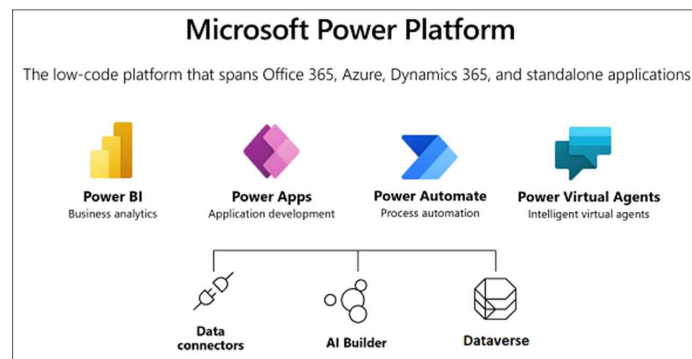 Microsoft Power Platform
The low-code platform that spans Office 365, Azure, Dynamics 365, and standalone applications
Power BI
Business analytics
Power Apps
Application development
Power Automate
Process automation
Power Virtual Agents
Intelligent virtual agents
Data
connectors
AI Builder
Dataverse